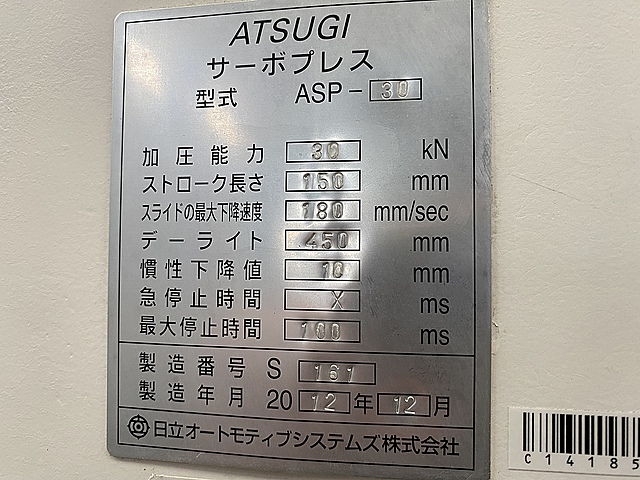 ATSUGI
サーボプレス
型式 ASP-30
加圧能力 30 kN
ストローク長さ 150 mm
スライドの最大下降速度 180 mm/sec
デーライト 450 mm
慣性下降値 10 mm
急停止時間 X ms
最大停止時間 100 ms
製造番号 S 161
製造年月 2012年12月
日立オートモティブシステムズ株式会社
C14185